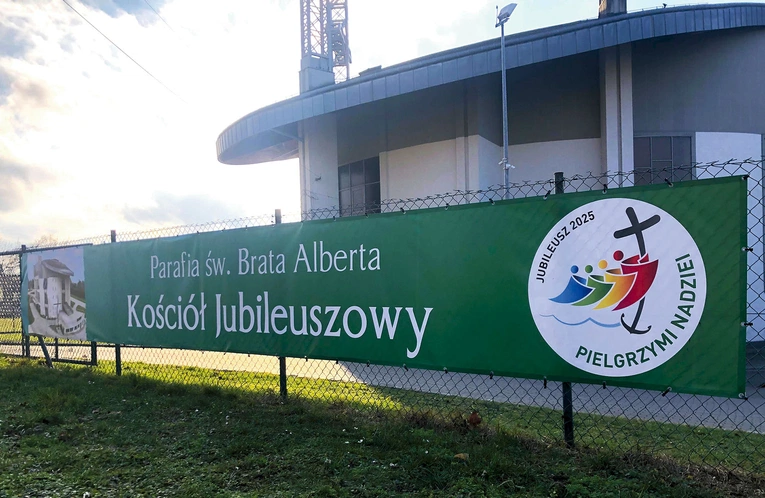 Parafia św. Brata Alberta
Kościół Jubileuszowy
JUBILEUSZ 2025
PIELGRZYMI NADZIEI